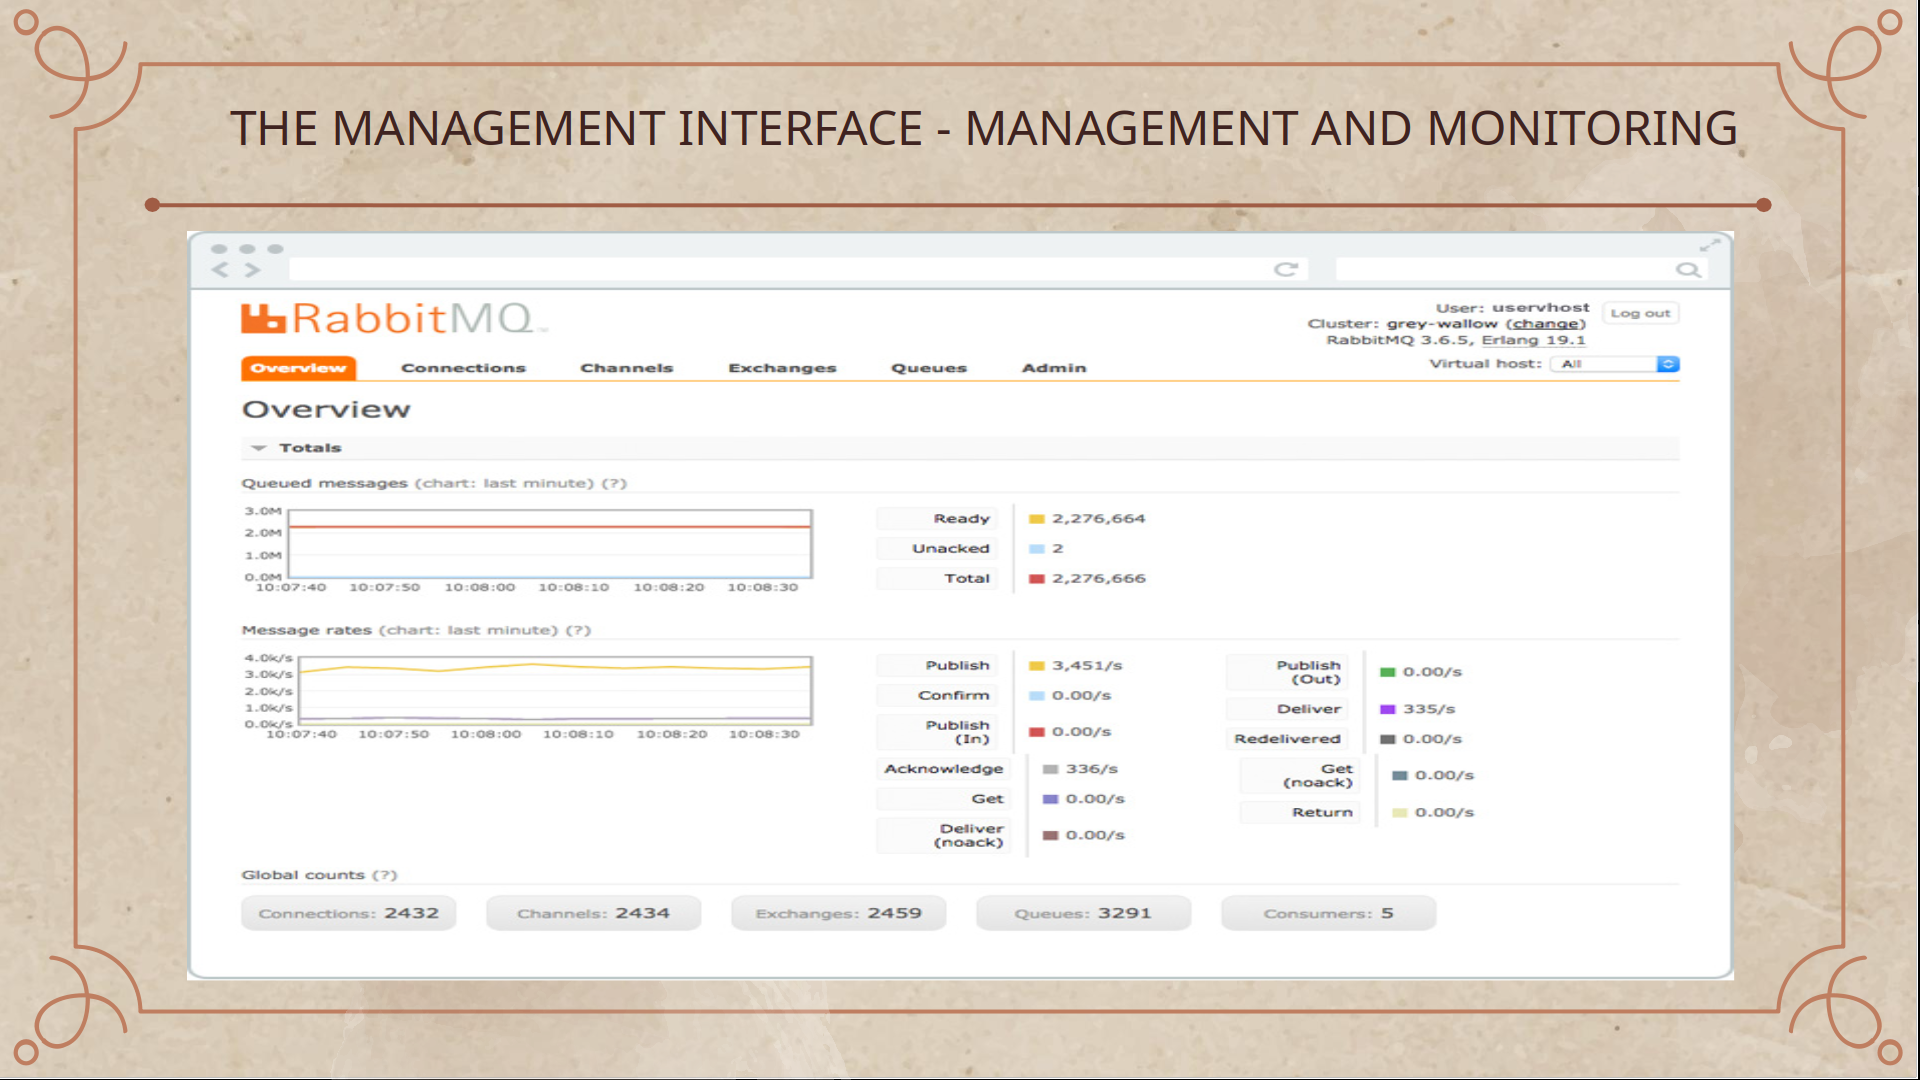 THE MANAGEMENT INTERFACE - MANAGEMENT AND MONITORING
RabbitMQ
User: uservhost
Log out
Cluster: grey-wallow (change)
RabbitMQ 3.6.5, Erlang 19.1
Overview Connections Channels Exchanges Queues Admin
Virtual host: All
Overview
Totals
Queued messages (chart: last minute) (?)
3.0M
2.0M
1.0M
0.0M
10:07:40 10:07:50 10:08:00 10:08:10 10:08:20 10:08:30
Ready 2,276,664
Unacked 2
Total 2,276,666
Message rates (chart: last minute) (?)
4.0k/s
3.0k/s
2.0k/s
1.0k/s
0.0k/s
10:07:40 10:07:50 10:08:00 10:08:10 10:08:20 10:08:30
Publish 3,451/s
Confirm 0.00/s
Publish
(In) 0.00/s
Acknowledge 336/s
Get 0.00/s
Deliver
(noack) 0.00/s
Publish
(Out) 0.00/s
Deliver 335/s
Redelivered 0.00/s
Get
(noack) 0.00/s
Return 0.00/s
Global counts (?)
Connections: 2432 Channels: 2434 Exchanges: 2459 Queues: 3291 Consumers: 5